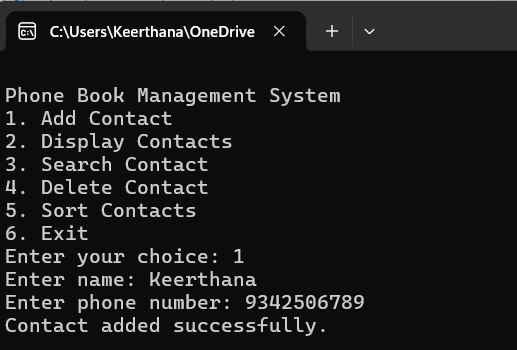 C:\Users\Keerthana\OneDrive
Phone Book Management System
1. Add Contact
2. Display Contacts
3. Search Contact
4. Delete Contact
5. Sort Contacts
6. Exit
Enter your choice: 1
Enter name: Keerthana
Enter phone number: 9342506789
Contact added successfully.